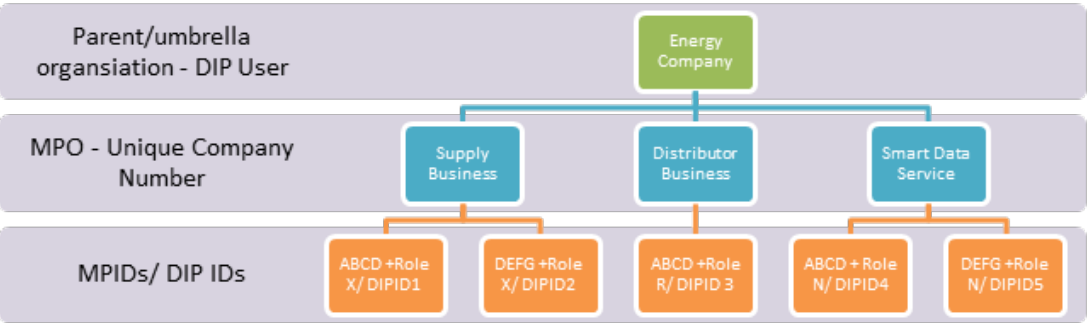 Parent/umbrella
organsiation - DIP User
Energy
Company
MPO - Unique Company
Number
Supply
Business
Distributor
Business
Smart Data
Service
MPIDs/ DIP IDs
ABCD +Role
X/ DIPID1
DEFG +Role
X/ DIPID2
ABCD +Role
R/ DIPID 3
ABCD + Role
N/DIPID4
DEFG +Role
N/DIPID5